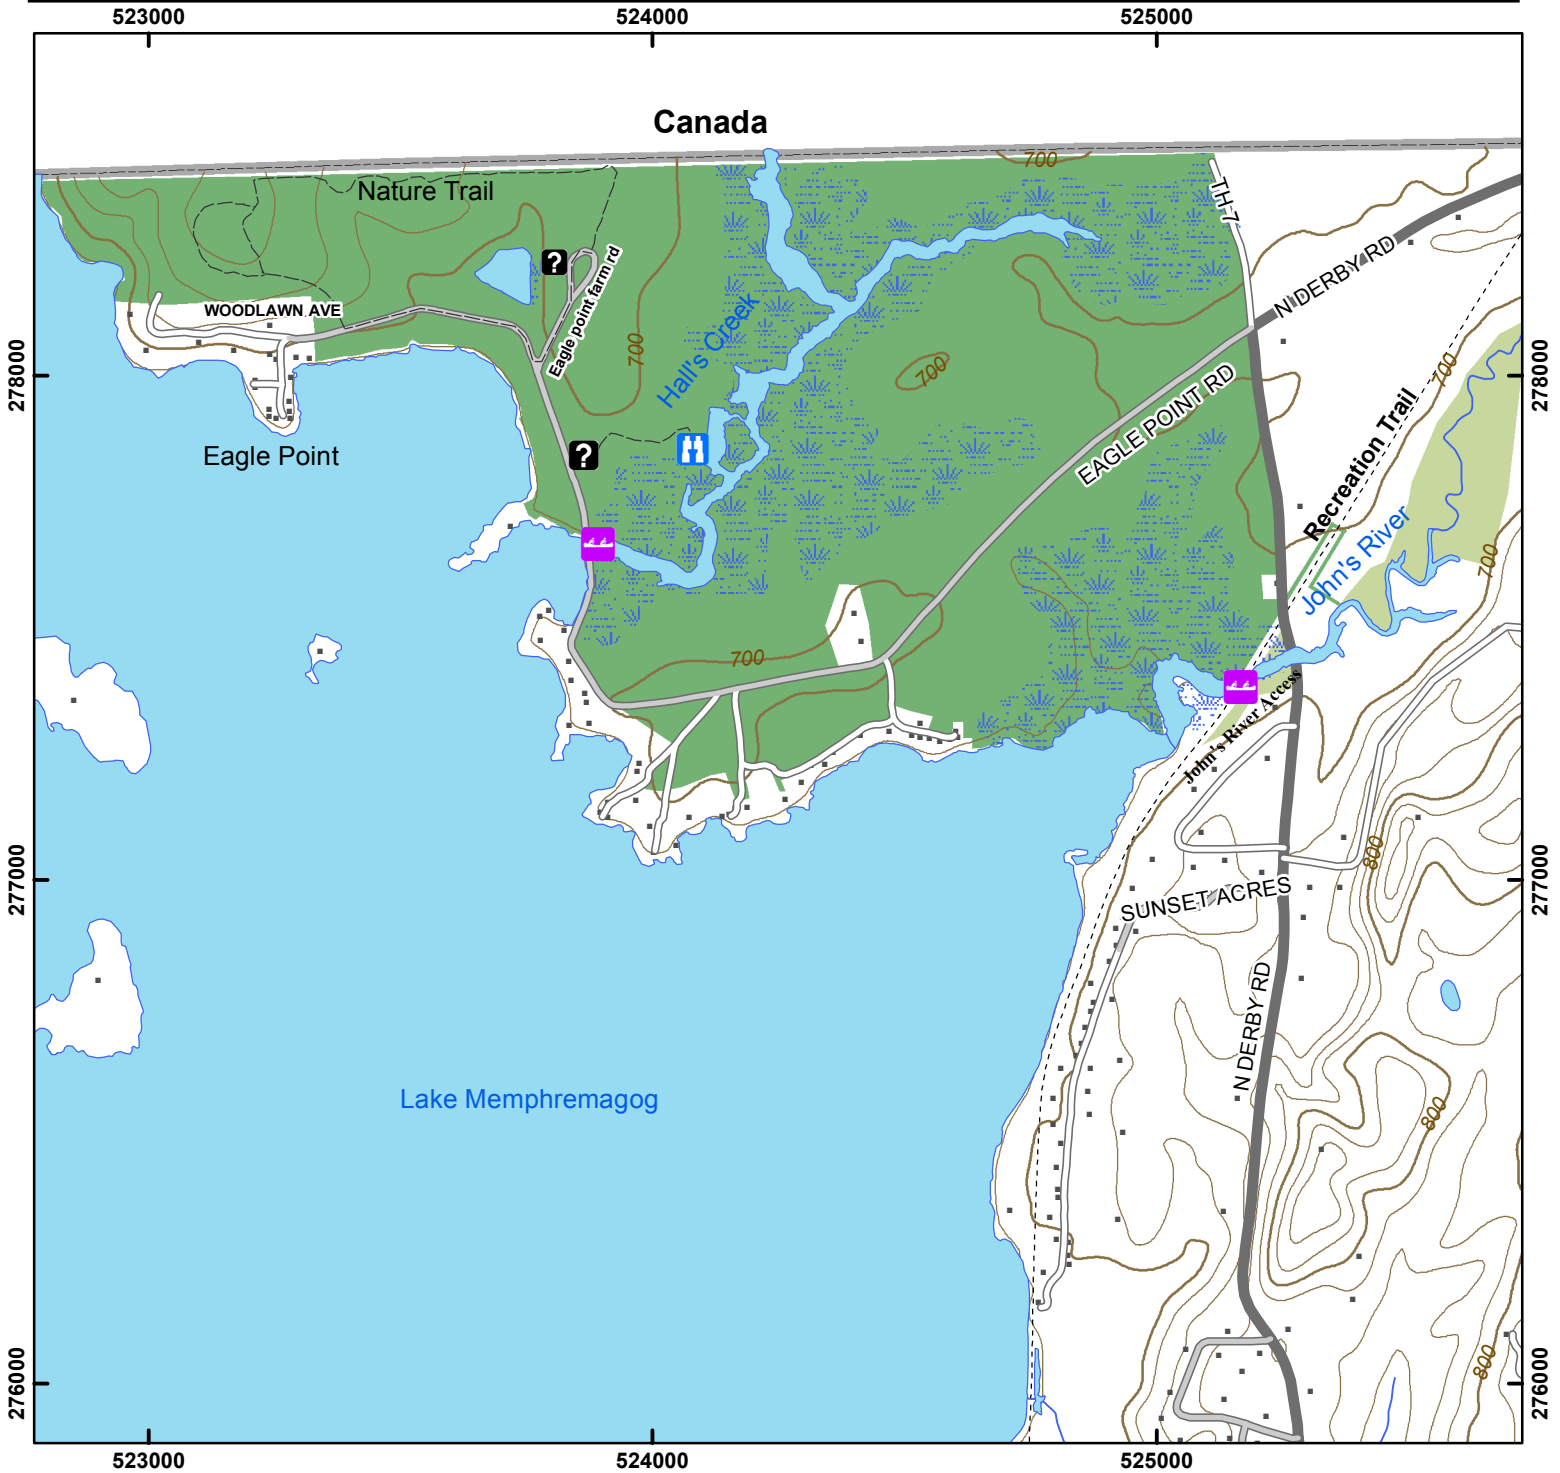 523000 524000 525000
Canada
700
Nature Trail
TH 7
N DERBY RD
?
Eagle point farm rd
WOODLAWN AVE
Hall's Creek
700
700
700
278000
278000
EAGLE POINT RD
Recreation Trail
Eagle Point
?
John's River
700
700
John's River Access
800
277000
277000
SUNSET ACRES
N DERBY RD
Lake Memphremagog
800
800
276000
276000
523000 524000 525000